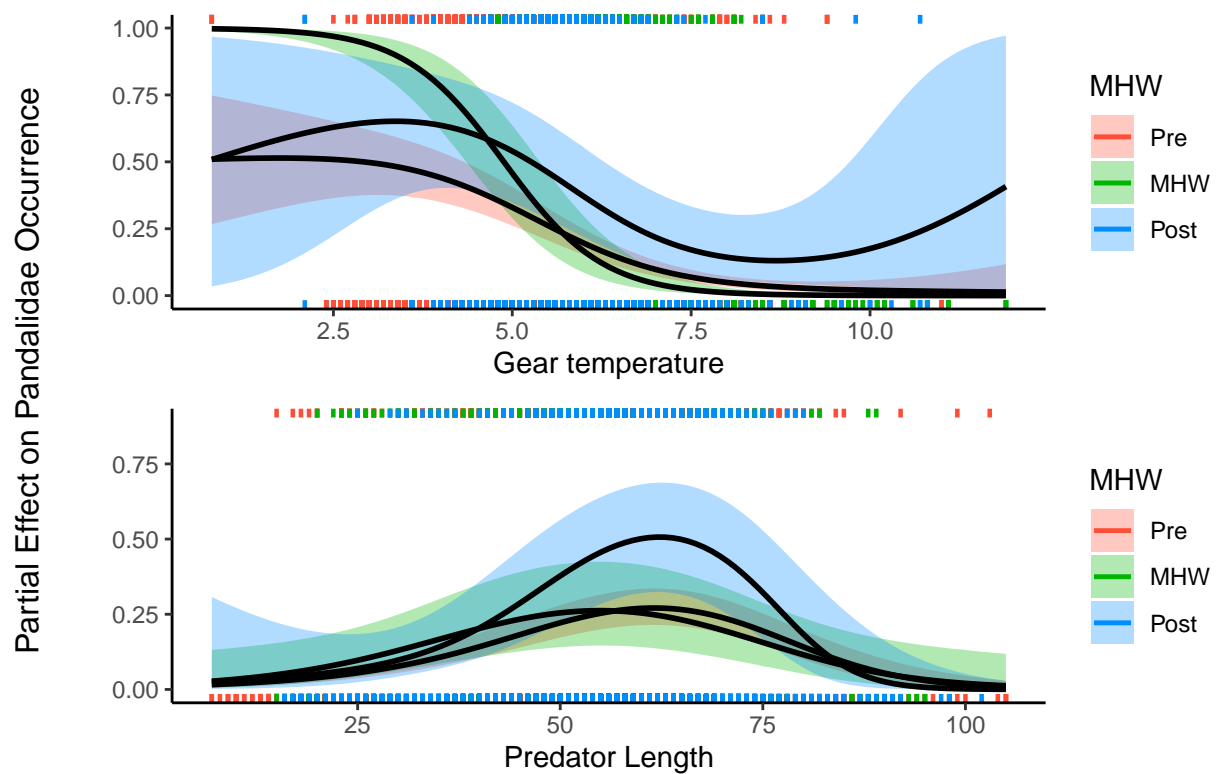 Partial Effect on Pandalidae Occurrence
1.00
0.75
0.50
0.25
0.00
2.5 5.0 7.5 10.0
Gear temperature
MHW
Pre
MHW
Post
0.75
0.50
0.25
0.00
25 50 75 100
Predator Length
MHW
Pre
MHW
Post